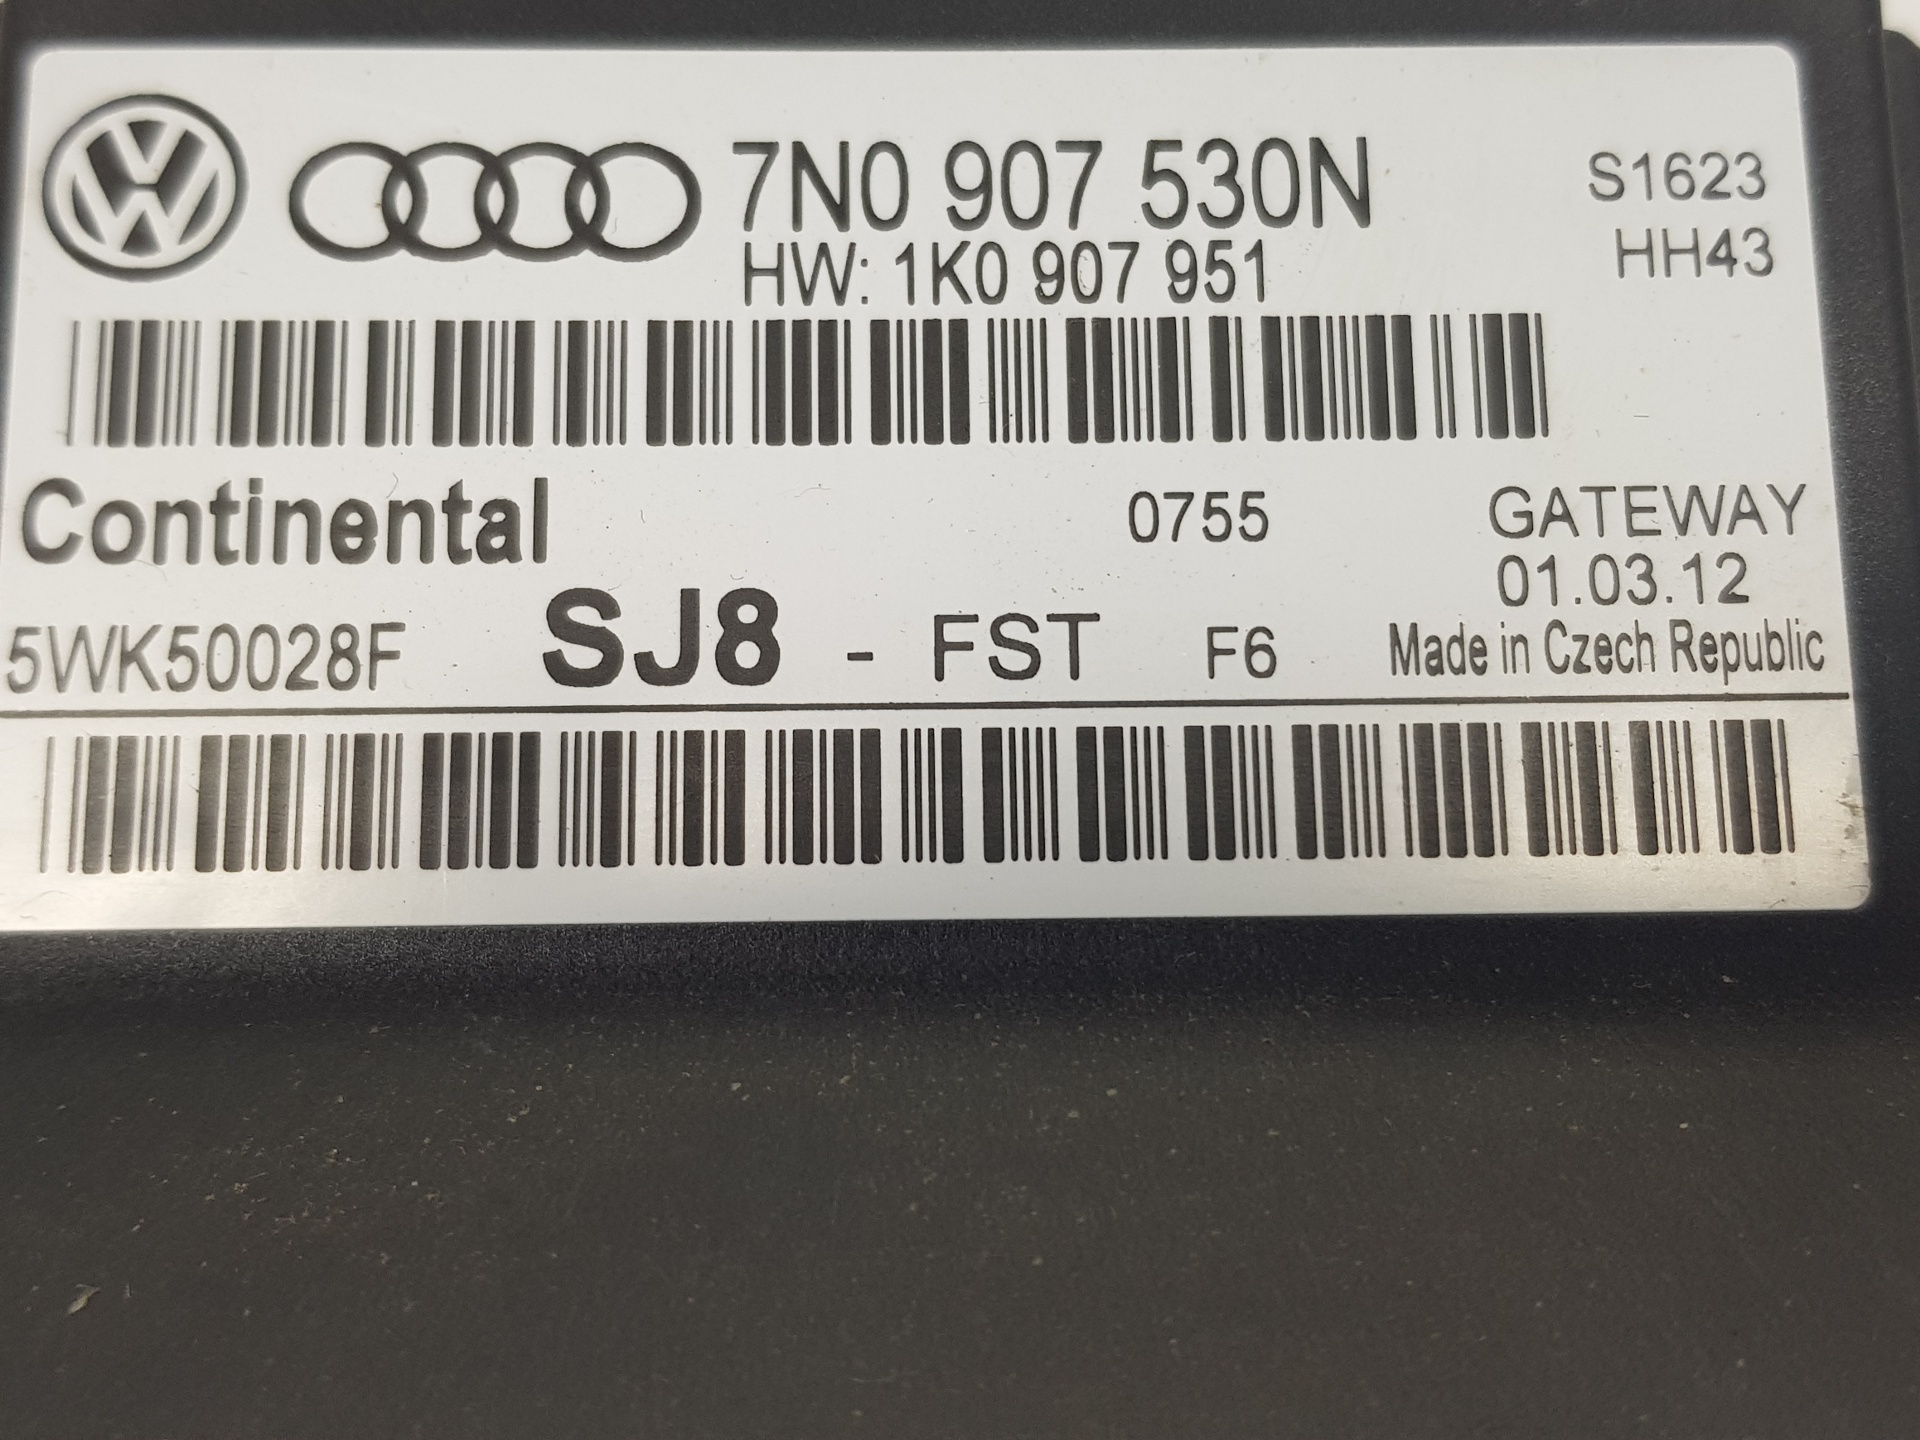 7N0 907 530N
S1623
HW: 1K0 907 951
HH43
Continental
0755
GATEWAY
01.03.12
5WK50028F SJ8 - FST F6
Made in Czech Republic